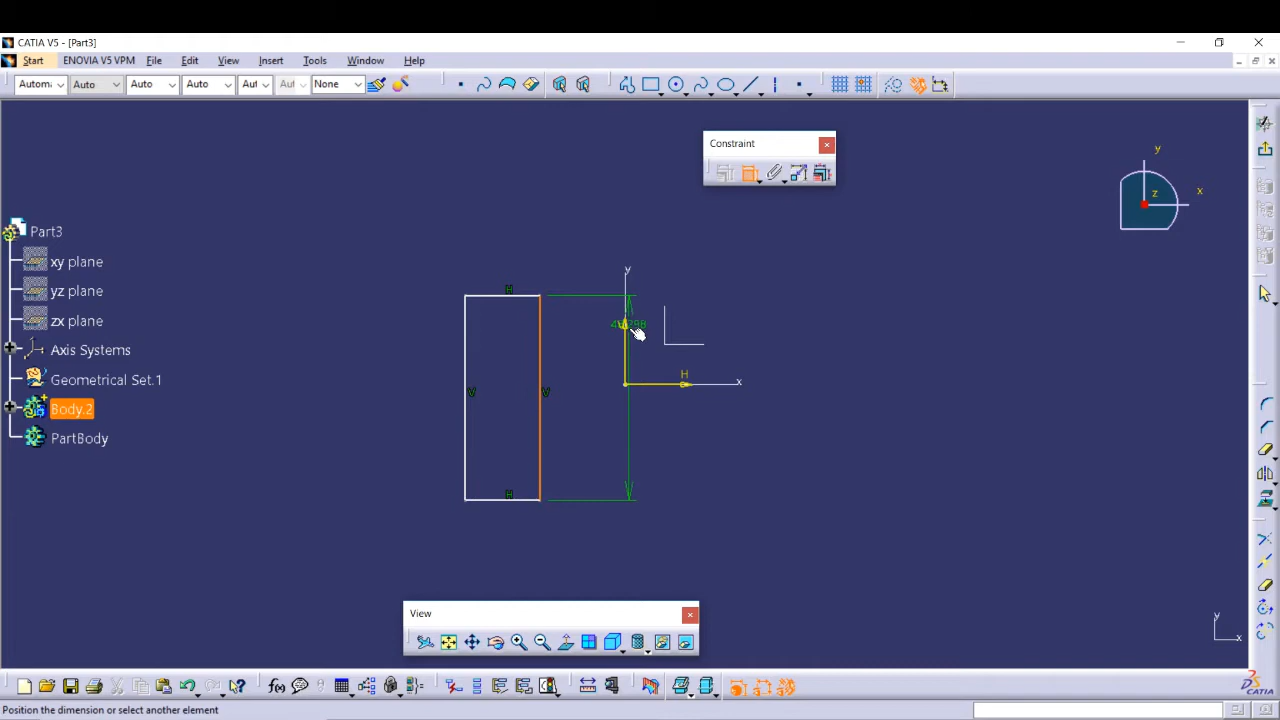 CATIA V5 - [Part3]
Start ENOVIA V5 VPM File Edit View Insert Tools Window Help
Auto Auto Auto None
Constraint
y
x
z
Part3
xy plane
yz plane
zx plane
Axis Systems
Geometrical Set.1
Body.2
PartBody
H
y
V V
H x
H
View
y
x
f(x)
Position the dimension or select another element